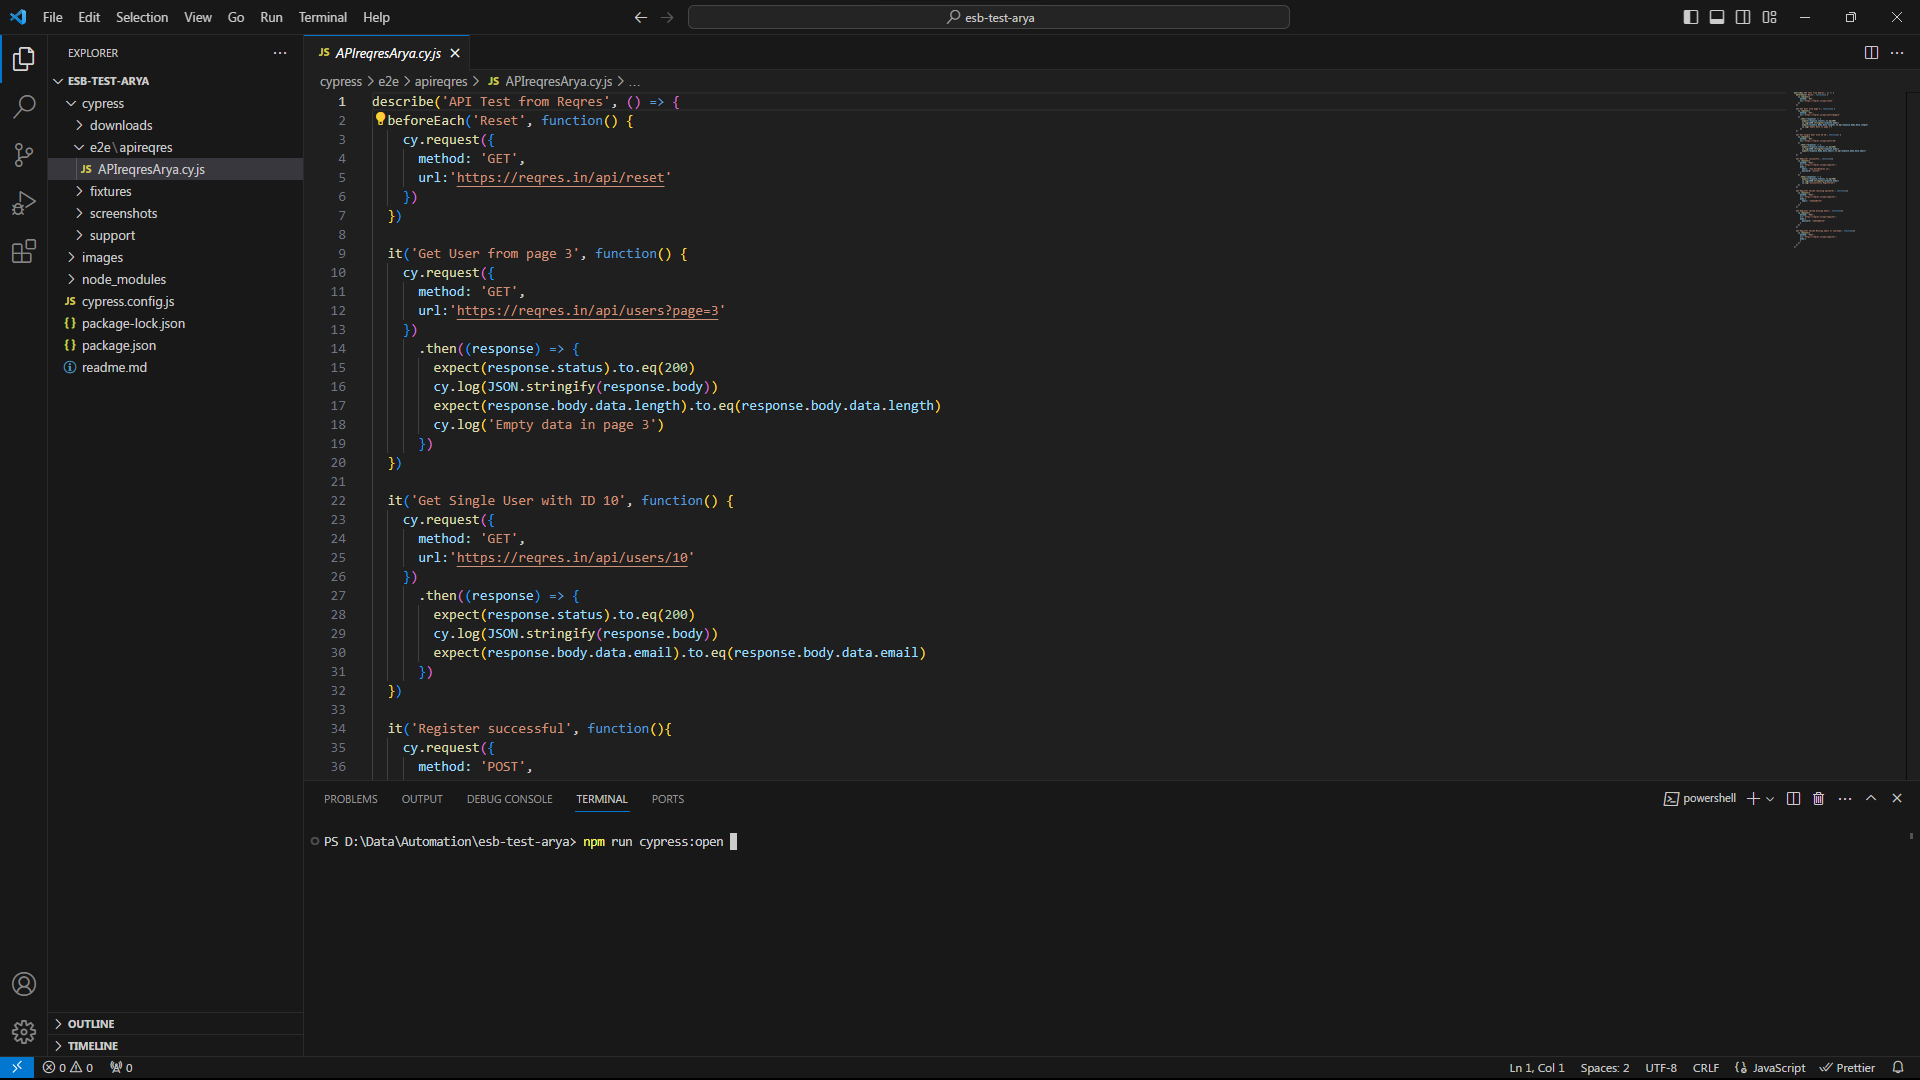 File Edit Selection View Go Run Terminal Help
esb-test-arya
EXPLORER
ESB-TEST-ARYA
cypress
downloads
e2e\apireqres
JS APIreqresArya.cy.js
fixtures
screenshots
support
images
node_modules
JS cypress.config.js
{} package-lock.json
{} package.json
readme.md
OUTLINE
TIMELINE
JS APIreqresArya.cy.js
cypress > e2e > apireqres > JS APIreqresArya.cy.js > ...
1 describe('API Test from Reqres', () => {
2 beforeEach('Reset', function() {
3 cy.request({
4 method: 'GET',
5 url:'https://reqres.in/api/reset'
6 })
7 })
8
9 it('Get User from page 3', function() {
10 cy.request({
11 method: 'GET',
12 url:'https://reqres.in/api/users?page=3'
13 })
14 .then((response) => {
15 expect(response.status).to.eq(200)
16 cy.log(JSON.stringify(response.body))
17 expect(response.body.data.length).to.eq(response.body.data.length)
18 cy.log('Empty data in page 3')
19 })
20 })
21
22 it('Get Single User with ID 10', function() {
23 cy.request({
24 method: 'GET',
25 url:'https://reqres.in/api/users/10'
26 })
27 .then((response) => {
28 expect(response.status).to.eq(200)
29 cy.log(JSON.stringify(response.body))
30 expect(response.body.data.email).to.eq(response.body.data.email)
31 })
32 })
33
34 it('Register successful', function(){
35 cy.request({
36 method: 'POST',
PROBLEMS OUTPUT DEBUG CONSOLE TERMINAL PORTS
powershell
PS D:\Data\Automation\esb-test-arya> npm run cypress:open
0 0 0
Ln 1, Col 1 Spaces: 2 UTF-8 CRLF {} JavaScript Prettier